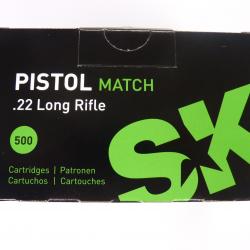 PISTOL MATCH
.22 Long Rifle
500
Cartridges | Patronen
Cartuchos | Cartouches
SK